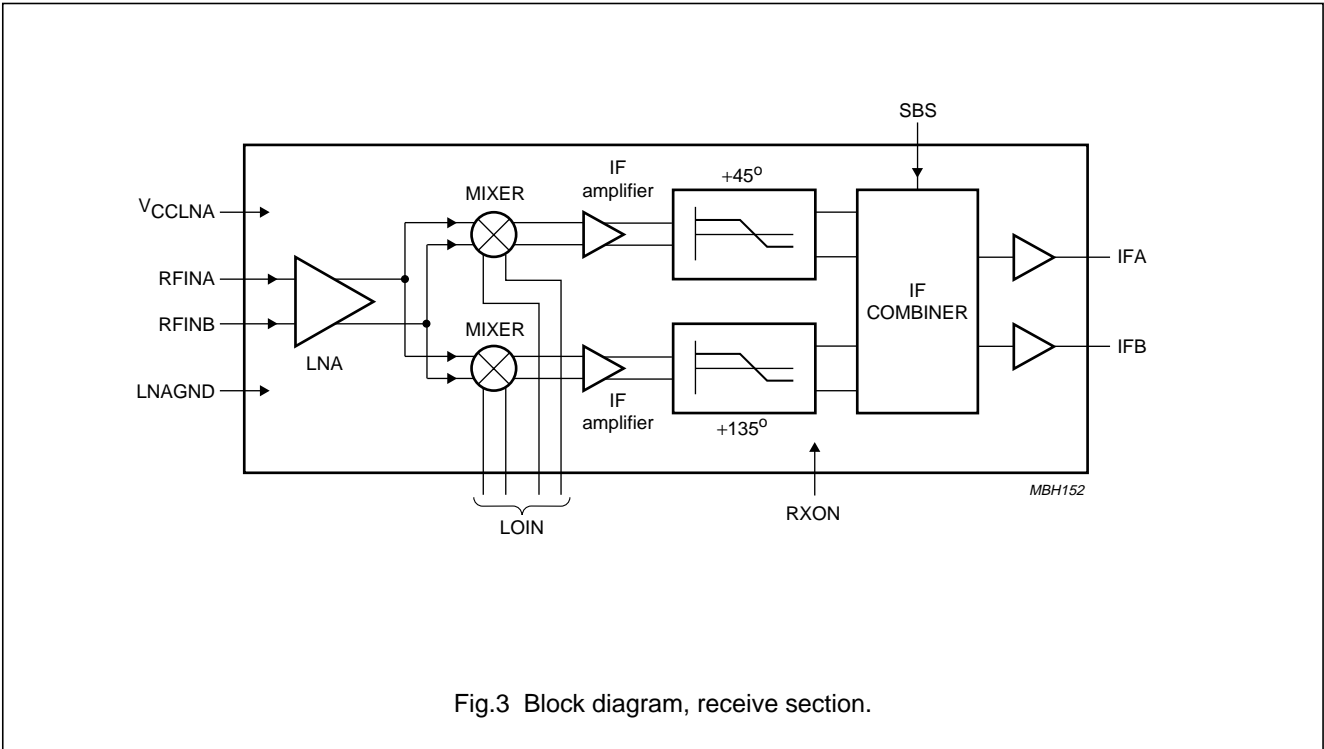 SBS
IF
amplifier
+45°
MIXER
VCCLNA
RFINA
RFINB
LNA
LNAGND
MIXER
IF
amplifier
+135°
IF
COMBINER
IFA
IFB
MBH152
LOIN
RXON
Fig.3 Block diagram, receive section.